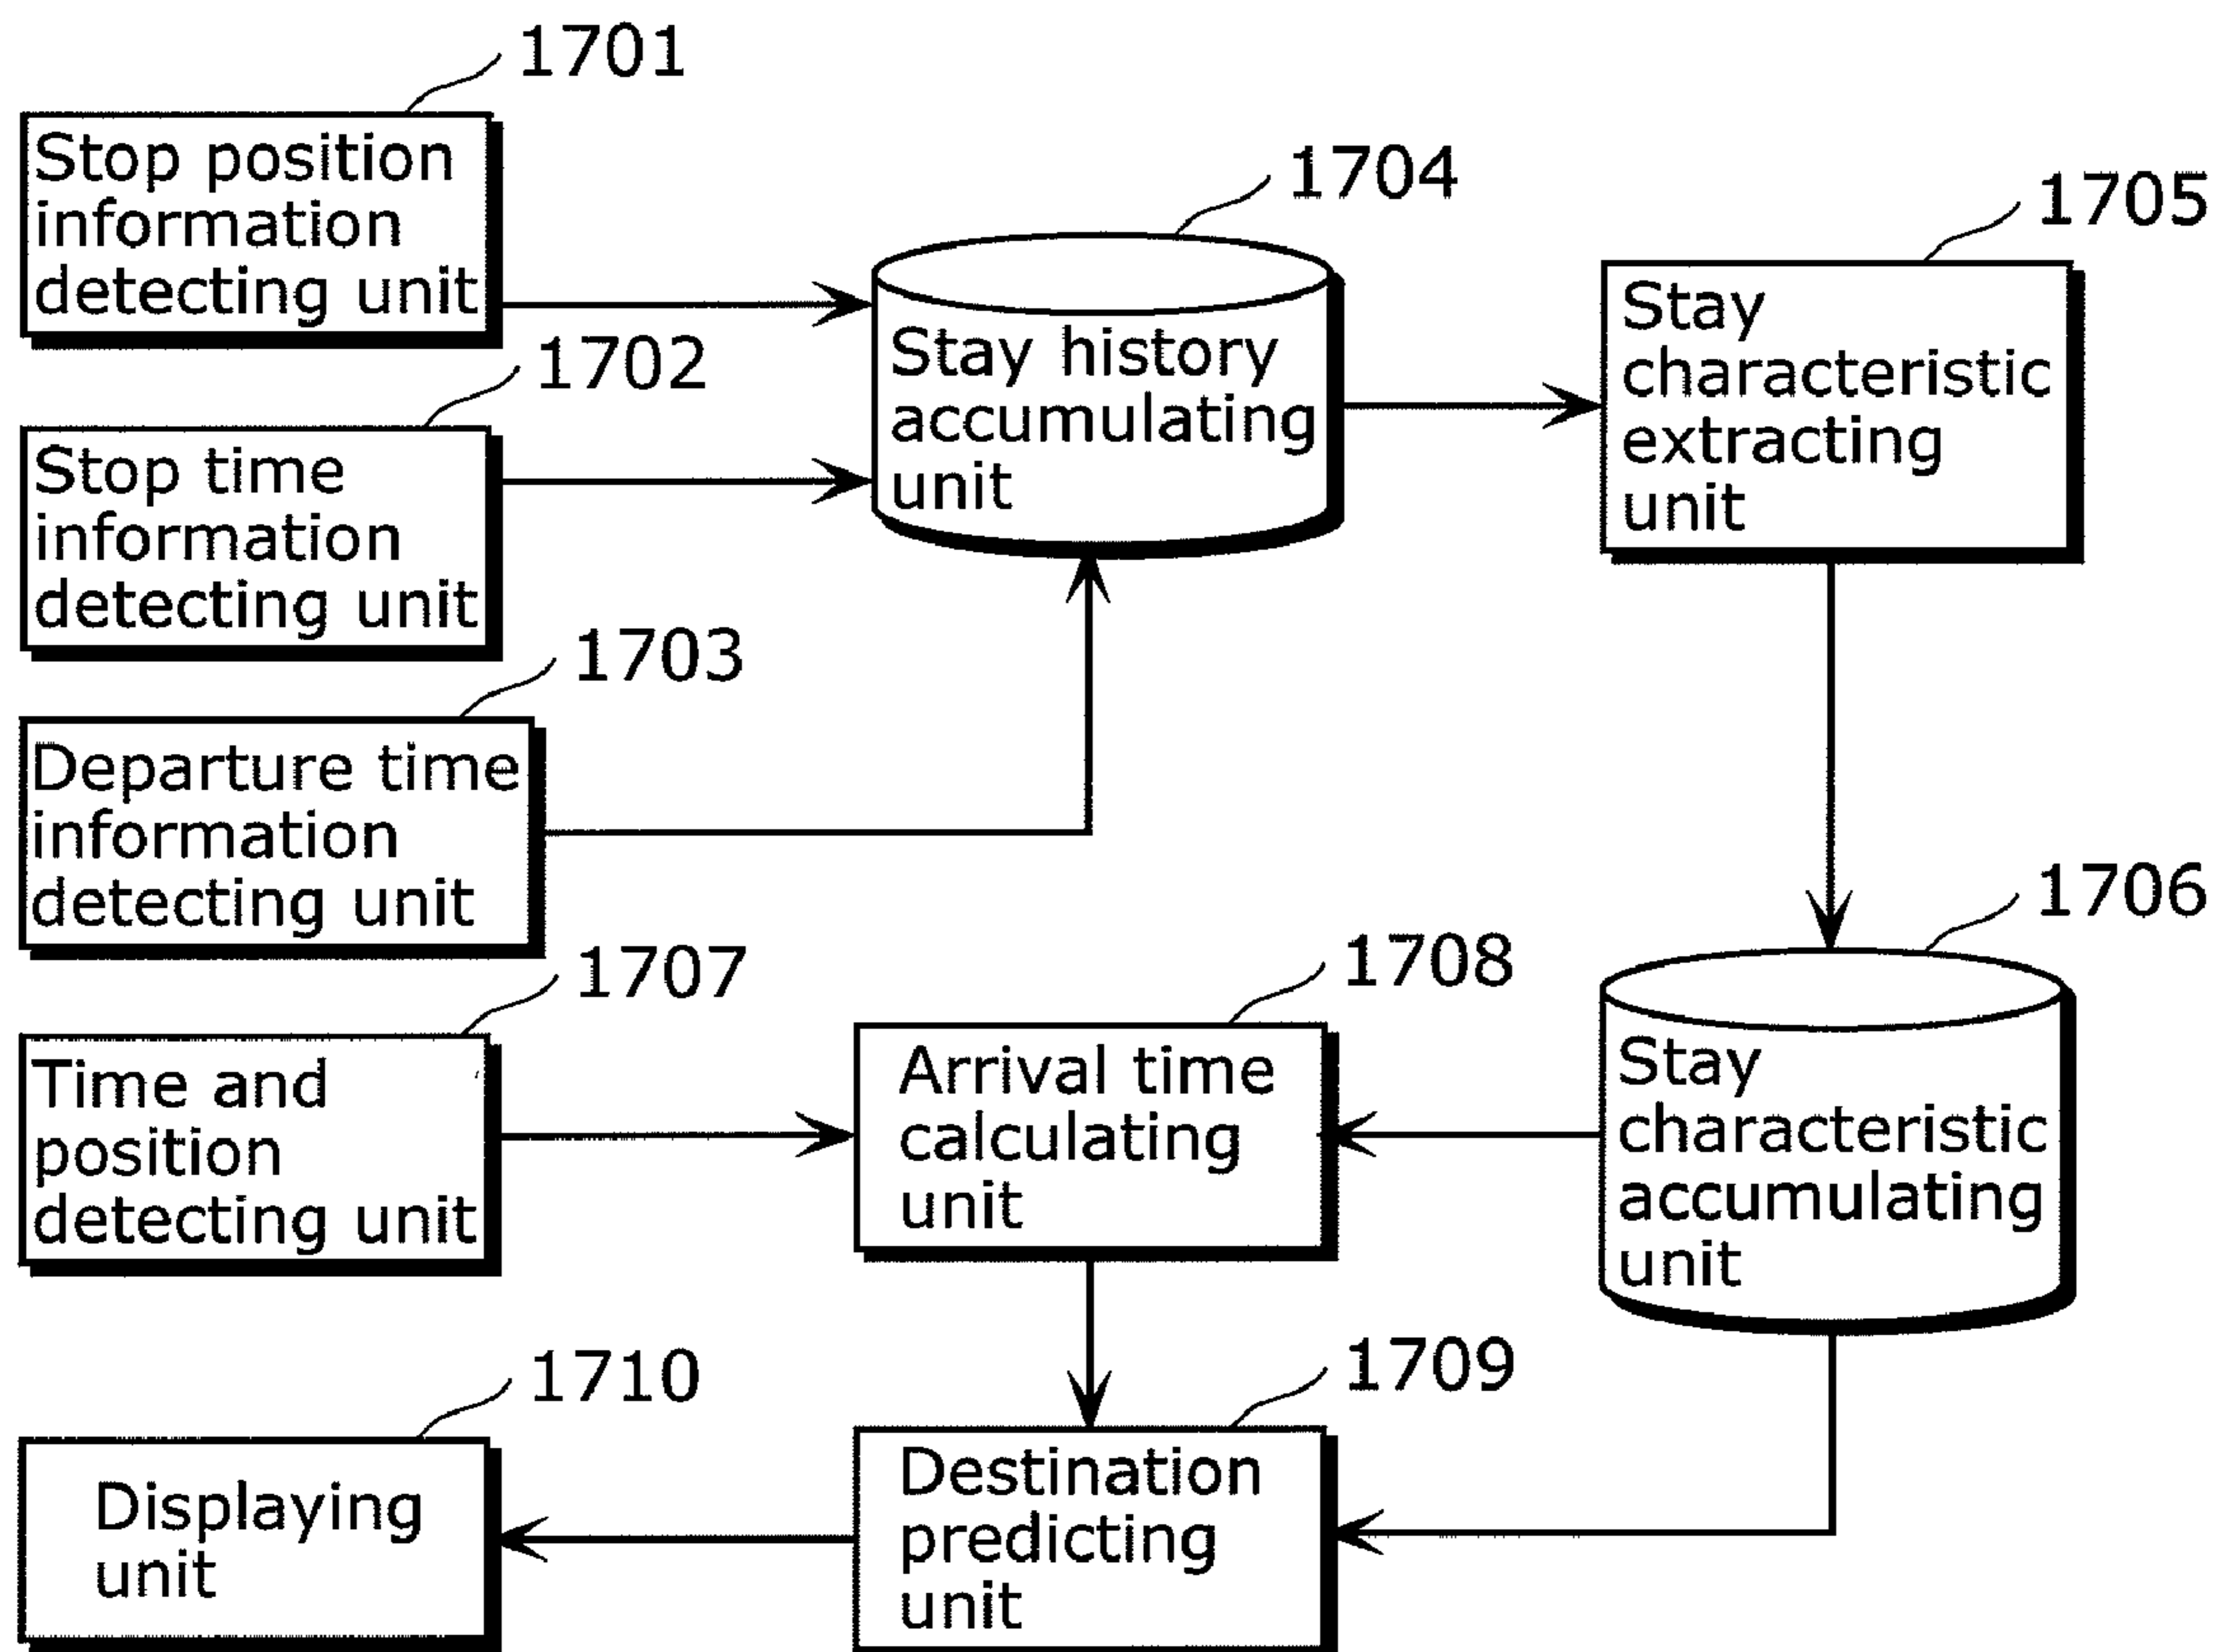 1701
Stop position
information
detecting unit
1702
Stop time
information
detecting unit
1703
Departure time
information
detecting unit
1704
Stay history
accumulating
unit
1705
Stay
characteristic
extracting
unit
1706
Stay
characteristic
accumulating
unit
1707
Time and
position
detecting unit
1708
Arrival time
calculating
unit
1709
Destination
predicting
unit
1710
Displaying
unit